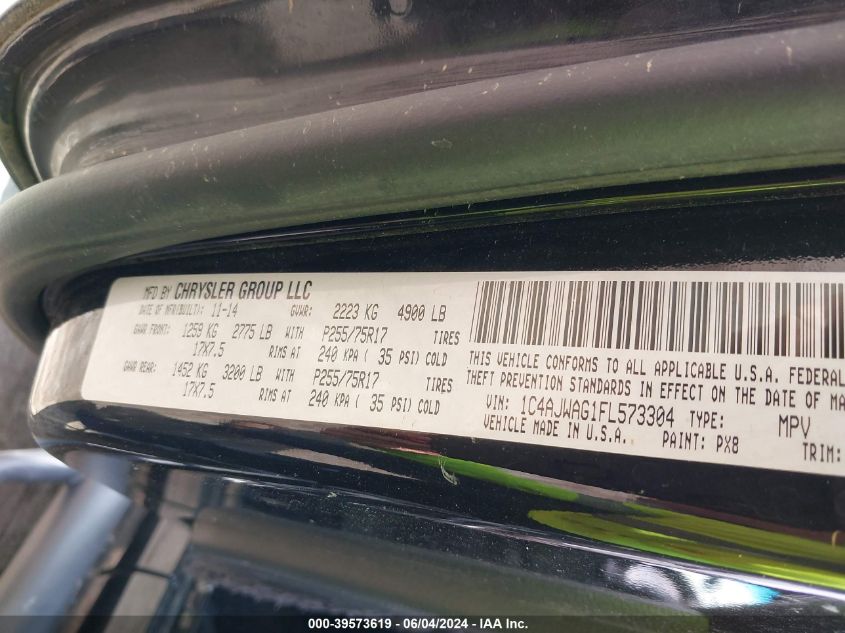 MFD BY CHRYSLER GROUP LLC
DATE OF MFR(BUILT): 11-14 GVWR: 2223 KG 4900 LB
GAWR FRONT: 1259 KG 2775 LB WITH P255/75R17 TIRES
17X7.5 RIMS AT 240 KPA ( 35 PSI) COLD
GAWR REAR: 1452 KG 3200 LB WITH P255/75R17 TIRES
17X7.5 RIMS AT 240 KPA ( 35 PSI) COLD
THIS VEHICLE CONFORMS TO ALL APPLICABLE U.S.A. FEDERAL
THEFT PREVENTION STANDARDS IN EFFECT ON THE DATE OF MA
VIN: 1C4AJWAG1FL573304 TYPE: MPV
VEHICLE MADE IN U.S.A. PAINT: PX8 TRIM:
000-39573619 - 06/04/2024 - IAA Inc.